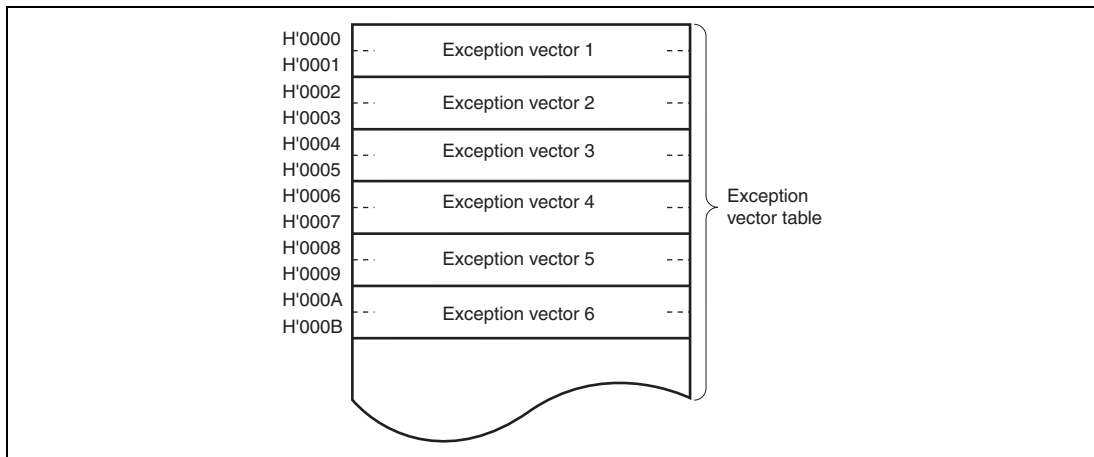 H'0000
Exception vector 1
H'0001
H'0002
Exception vector 2
H'0003
H'0004
Exception vector 3
H'0005
H'0006
Exception vector 4
H'0007
Exception
vector table
H'0008
Exception vector 5
H'0009
H'000A
Exception vector 6
H'000B